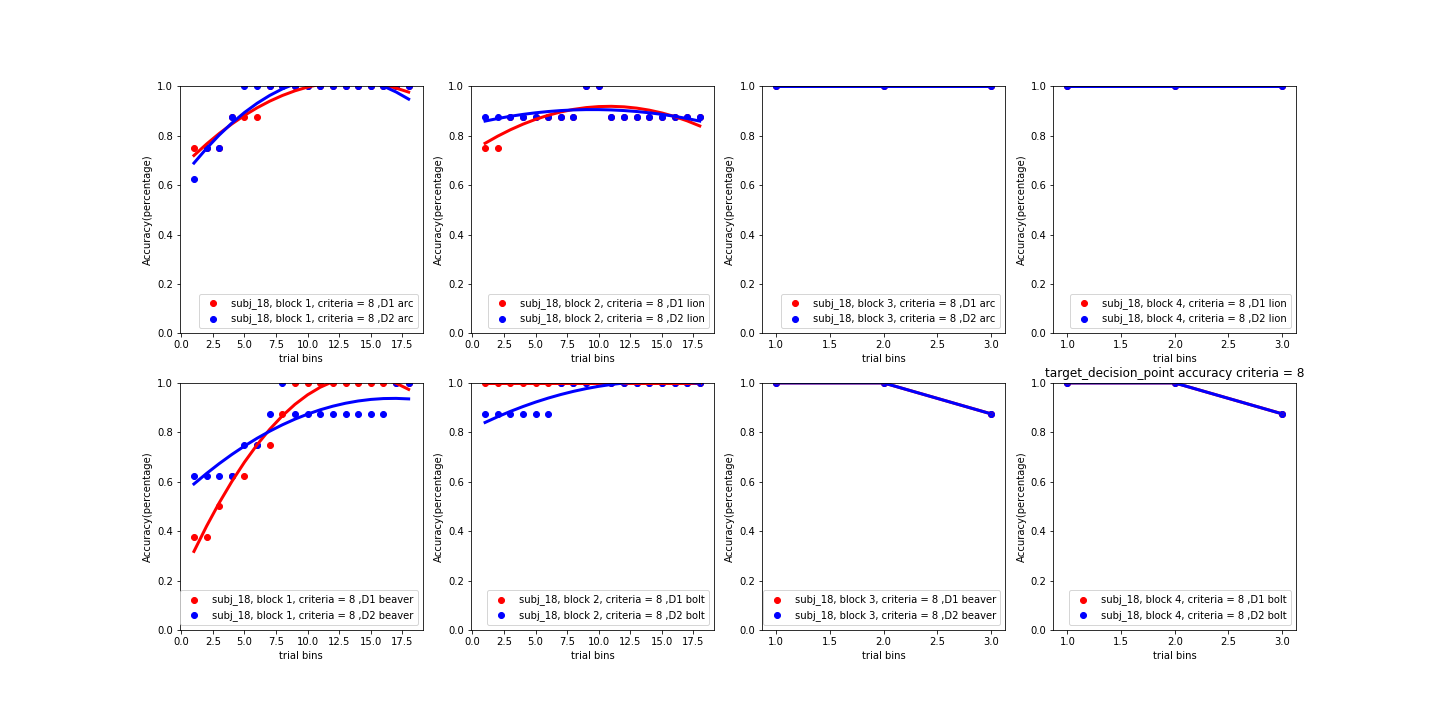 1.0
0.8
0.6
0.4
0.2
0.0
Accuracy(percentage)
subj_18, block 1, criteria = 8 ,D1 arc
subj_18, block 1, criteria = 8 ,D2 arc
0.0 2.5 5.0 7.5 10.0 12.5 15.0 17.5
trial bins
1.0
0.8
0.6
0.4
0.2
0.0
Accuracy(percentage)
subj_18, block 2, criteria = 8 ,D1 lion
subj_18, block 2, criteria = 8 ,D2 lion
0.0 2.5 5.0 7.5 10.0 12.5 15.0 17.5
trial bins
1.0
0.8
0.6
0.4
0.2
0.0
Accuracy(percentage)
subj_18, block 3, criteria = 8 ,D1 arc
subj_18, block 3, criteria = 8 ,D2 arc
1.0 1.5 2.0 2.5 3.0
trial bins
1.0
0.8
0.6
0.4
0.2
0.0
Accuracy(percentage)
subj_18, block 4, criteria = 8 ,D1 lion
subj_18, block 4, criteria = 8 ,D2 lion
1.0 1.5 2.0 2.5 3.0
trial bins
1.0
0.8
0.6
0.4
0.2
0.0
Accuracy(percentage)
subj_18, block 1, criteria = 8 ,D1 beaver
subj_18, block 1, criteria = 8 ,D2 beaver
0.0 2.5 5.0 7.5 10.0 12.5 15.0 17.5
trial bins
1.0
0.8
0.6
0.4
0.2
0.0
Accuracy(percentage)
subj_18, block 2, criteria = 8 ,D1 bolt
subj_18, block 2, criteria = 8 ,D2 bolt
0.0 2.5 5.0 7.5 10.0 12.5 15.0 17.5
trial bins
1.0
0.8
0.6
0.4
0.2
0.0
Accuracy(percentage)
subj_18, block 3, criteria = 8 ,D1 beaver
subj_18, block 3, criteria = 8 ,D2 beaver
1.0 1.5 2.0 2.5 3.0
trial bins
target_decision_point accuracy criteria = 8
1.0
0.8
0.6
0.4
0.2
0.0
Accuracy(percentage)
subj_18, block 4, criteria = 8 ,D1 bolt
subj_18, block 4, criteria = 8 ,D2 bolt
1.0 1.5 2.0 2.5 3.0
trial bins